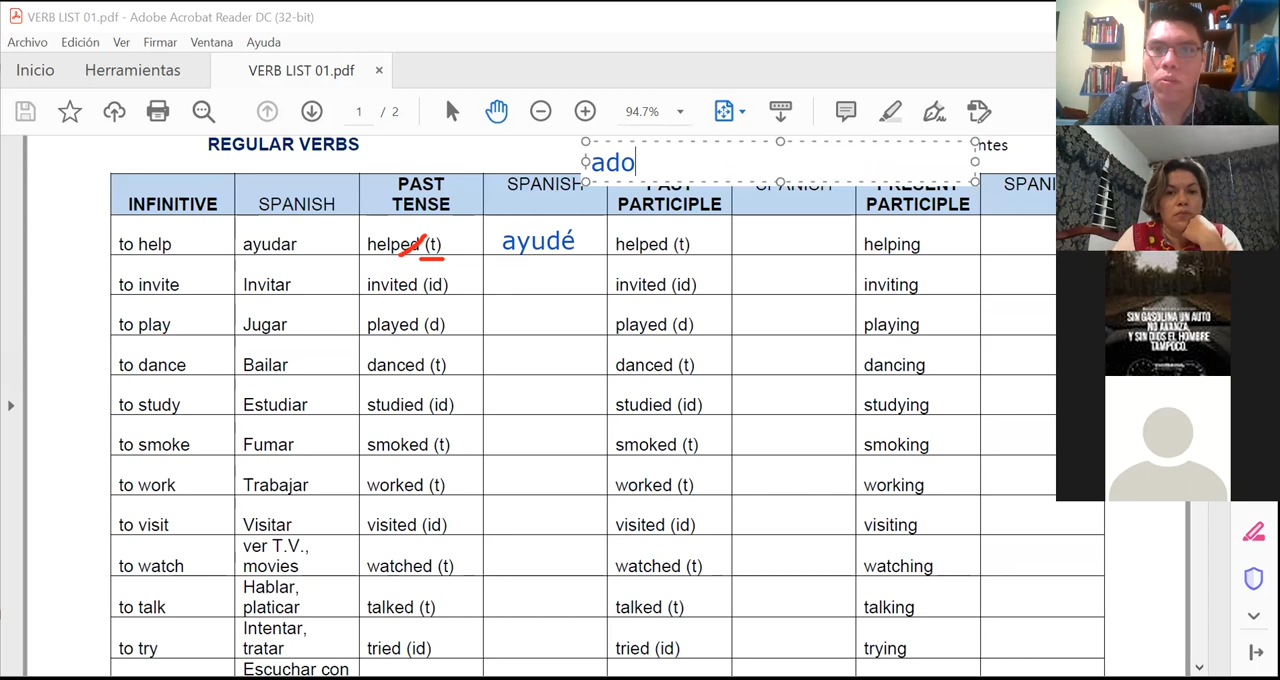 VERB LIST 01.pdf - Adobe Acrobat Reader DC (32-bit)
Archivo Edición Ver Firmar Ventana Ayuda
Inicio Herramientas VERB LIST 01.pdf ×
1 / 2 94.7%
REGULAR VERBS ado ntes
INFINITIVE SPANISH PAST TENSE SPANISH PAST PARTICIPLE SPANISH PRESENT PARTICIPLE SPANI
to help ayudar helped (t) ayudé helped (t) helping
to invite Invitar invited (id) invited (id) inviting
to play Jugar played (d) played (d) playing
to dance Bailar danced (t) danced (t) dancing
to study Estudiar studied (id) studied (id) studying
to smoke Fumar smoked (t) smoked (t) smoking
to work Trabajar worked (t) worked (t) working
to visit Visitar visited (id) visited (id) visiting
to watch ver T.V., movies watched (t) watched (t) watching
to talk Hablar, platicar talked (t) talked (t) talking
to try Intentar, tratar tried (id) tried (id) trying
Escuchar con
SIN GASOLINA UN AUTO
NO AVANZA,
Y SIN DIOS EL HOMBRE
TAMPOCO.